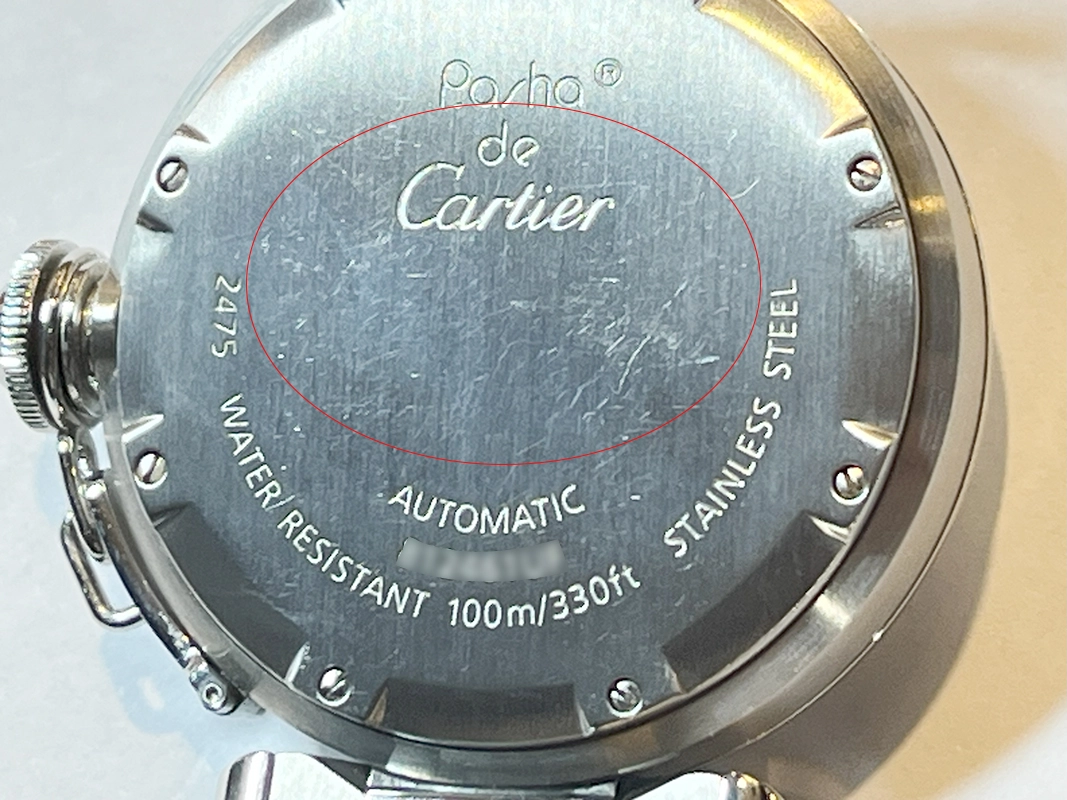 Pasha ®
de
Cartier
2475 WATER/RESISTANT 100m/330ft STAINLESS STEEL
AUTOMATIC